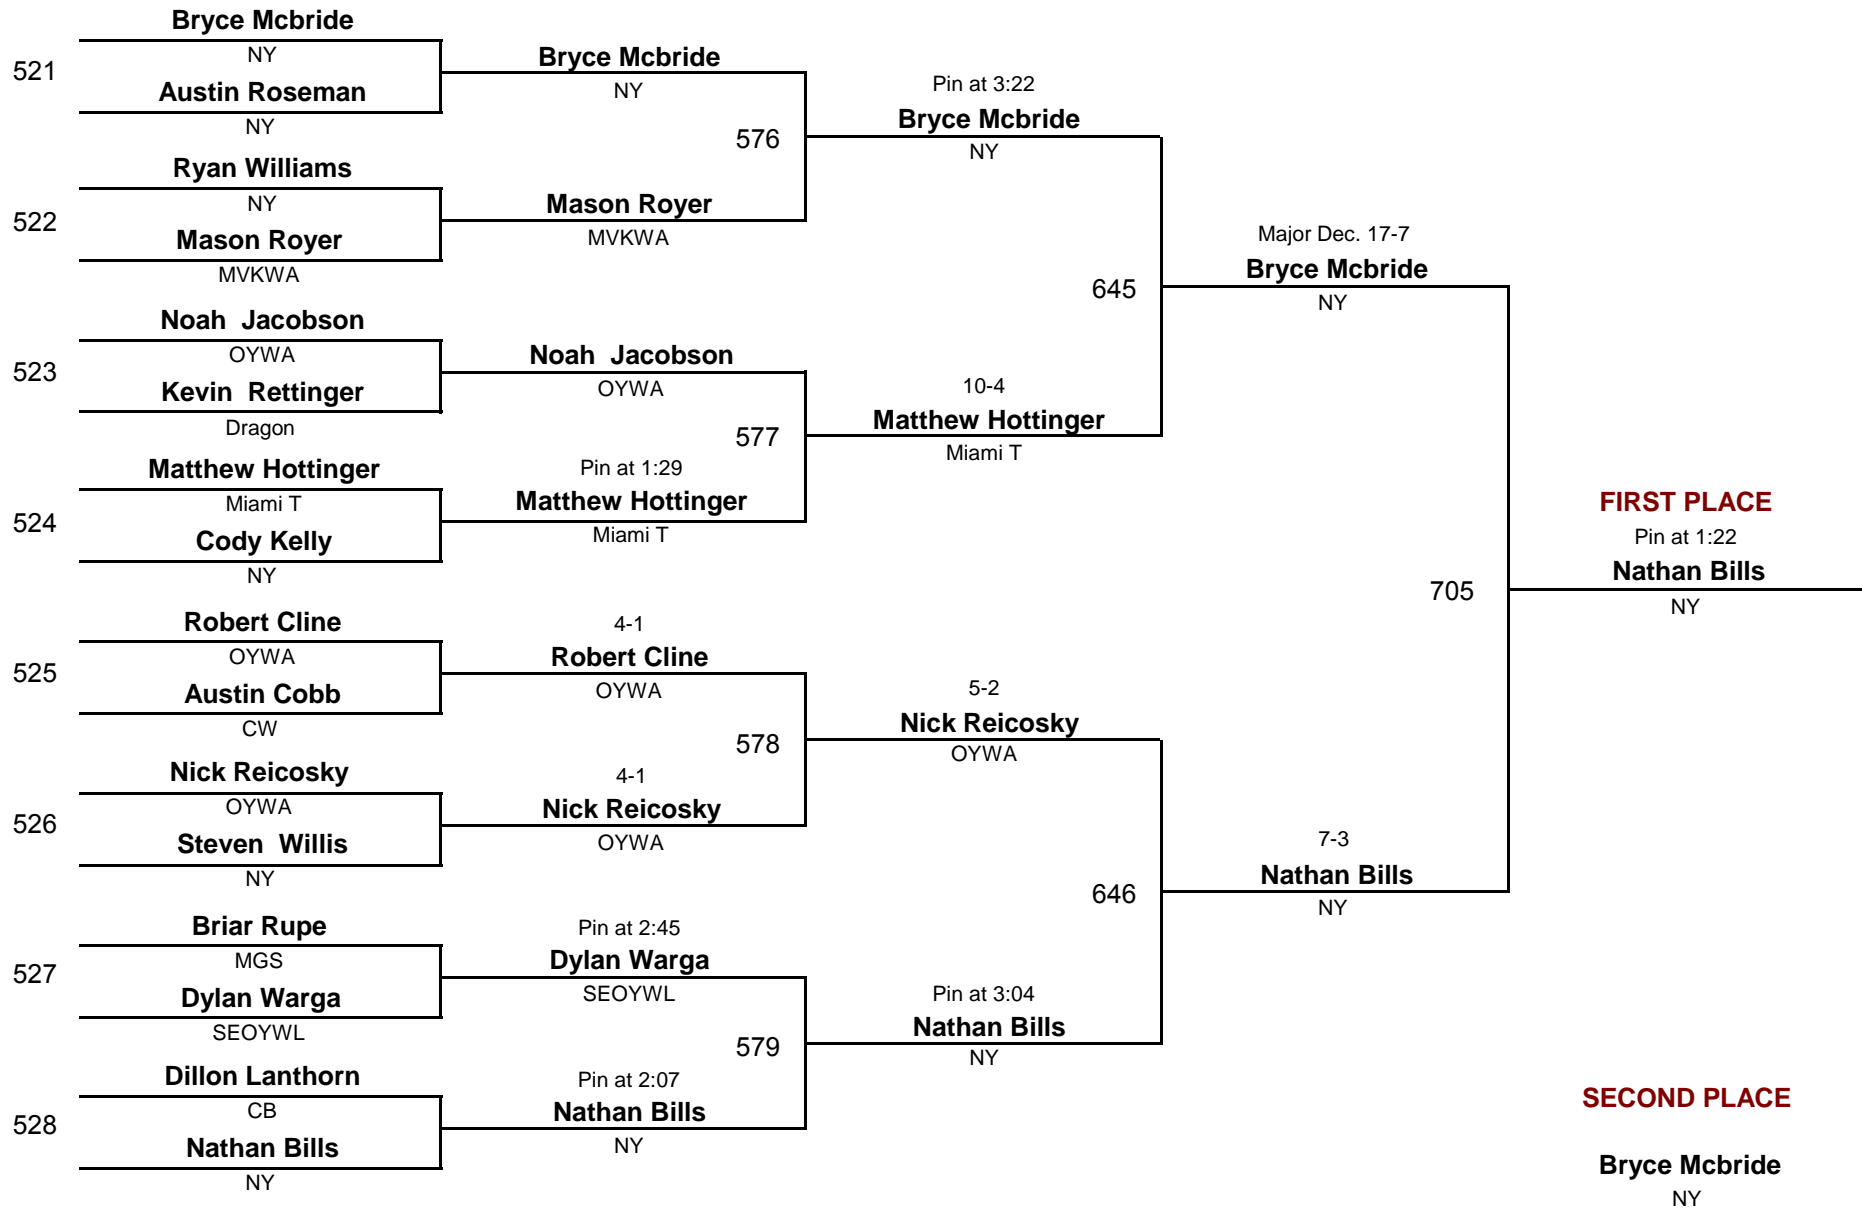 Bryce Mcbride
NY
521
Austin Roseman
NY
Ryan Williams
NY
522
Mason Royer
MVKWA
Noah  Jacobson
OYWA
523
Kevin  Rettinger
Dragon
Matthew Hottinger
Miami T
524
Cody Kelly
NY
Robert Cline
OYWA
525
Austin Cobb
CW
Nick Reicosky
OYWA
526
Steven  Willis
NY
Briar Rupe
MGS
527
Dylan Warga
SEOYWL
Dillon Lanthorn
CB
528
Nathan Bills
NY
Bryce Mcbride
NY
576
Mason Royer
MVKWA
Noah  Jacobson
OYWA
577
Pin at 1:29
Matthew Hottinger
Miami T
4-1
Robert Cline
OYWA
578
4-1
Nick Reicosky
OYWA
Pin at 2:45
Dylan Warga
SEOYWL
579
Pin at 2:07
Nathan Bills
NY
Pin at 3:22
Bryce Mcbride
NY
645
10-4
Matthew Hottinger
Miami T
5-2
Nick Reicosky
OYWA
646
Pin at 3:04
Nathan Bills
NY
Major Dec. 17-7
Bryce Mcbride
NY
705
7-3
Nathan Bills
NY
FIRST PLACE
Pin at 1:22
Nathan Bills
NY
SECOND PLACE
Bryce Mcbride
NY